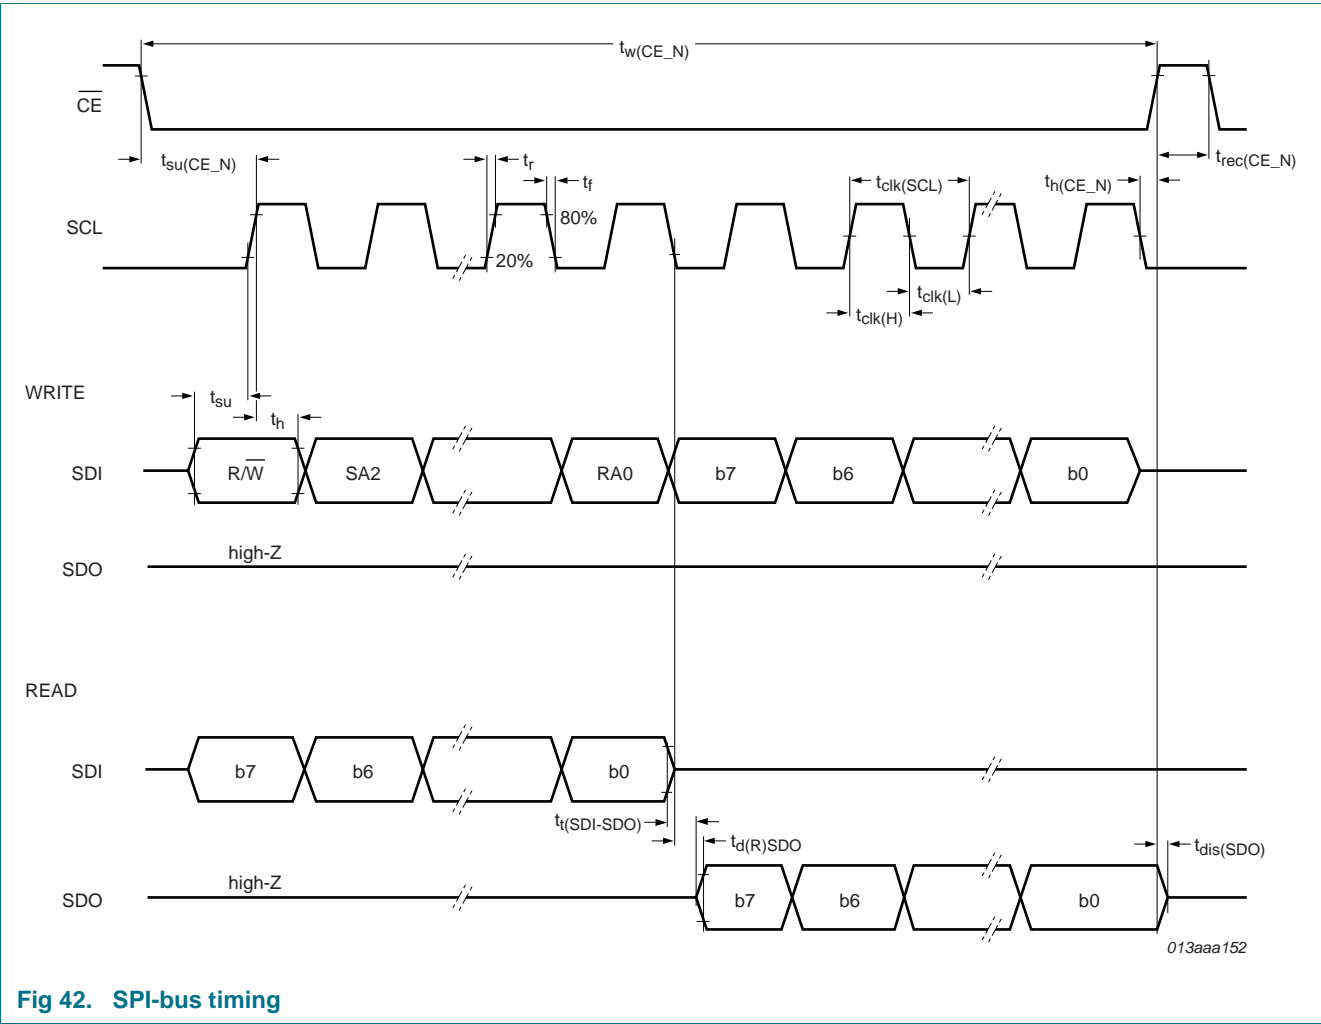 tw(CE_N)
CE
tsu(CE_N)
tr
tf
tclk(SCL)
th(CE_N)
trec(CE_N)
SCL
80%
20%
tclk(L)
tclk(H)
WRITE
tsu
th
SDI
R/W
SA2
RA0
b7
b6
b0
SDO
high-Z
READ
SDI
b7
b6
b0
tt(SDI-SDO)
td(R)SDO
tdis(SDO)
SDO
high-Z
b7
b6
b0
013aaa152
Fig 42. SPI-bus timing